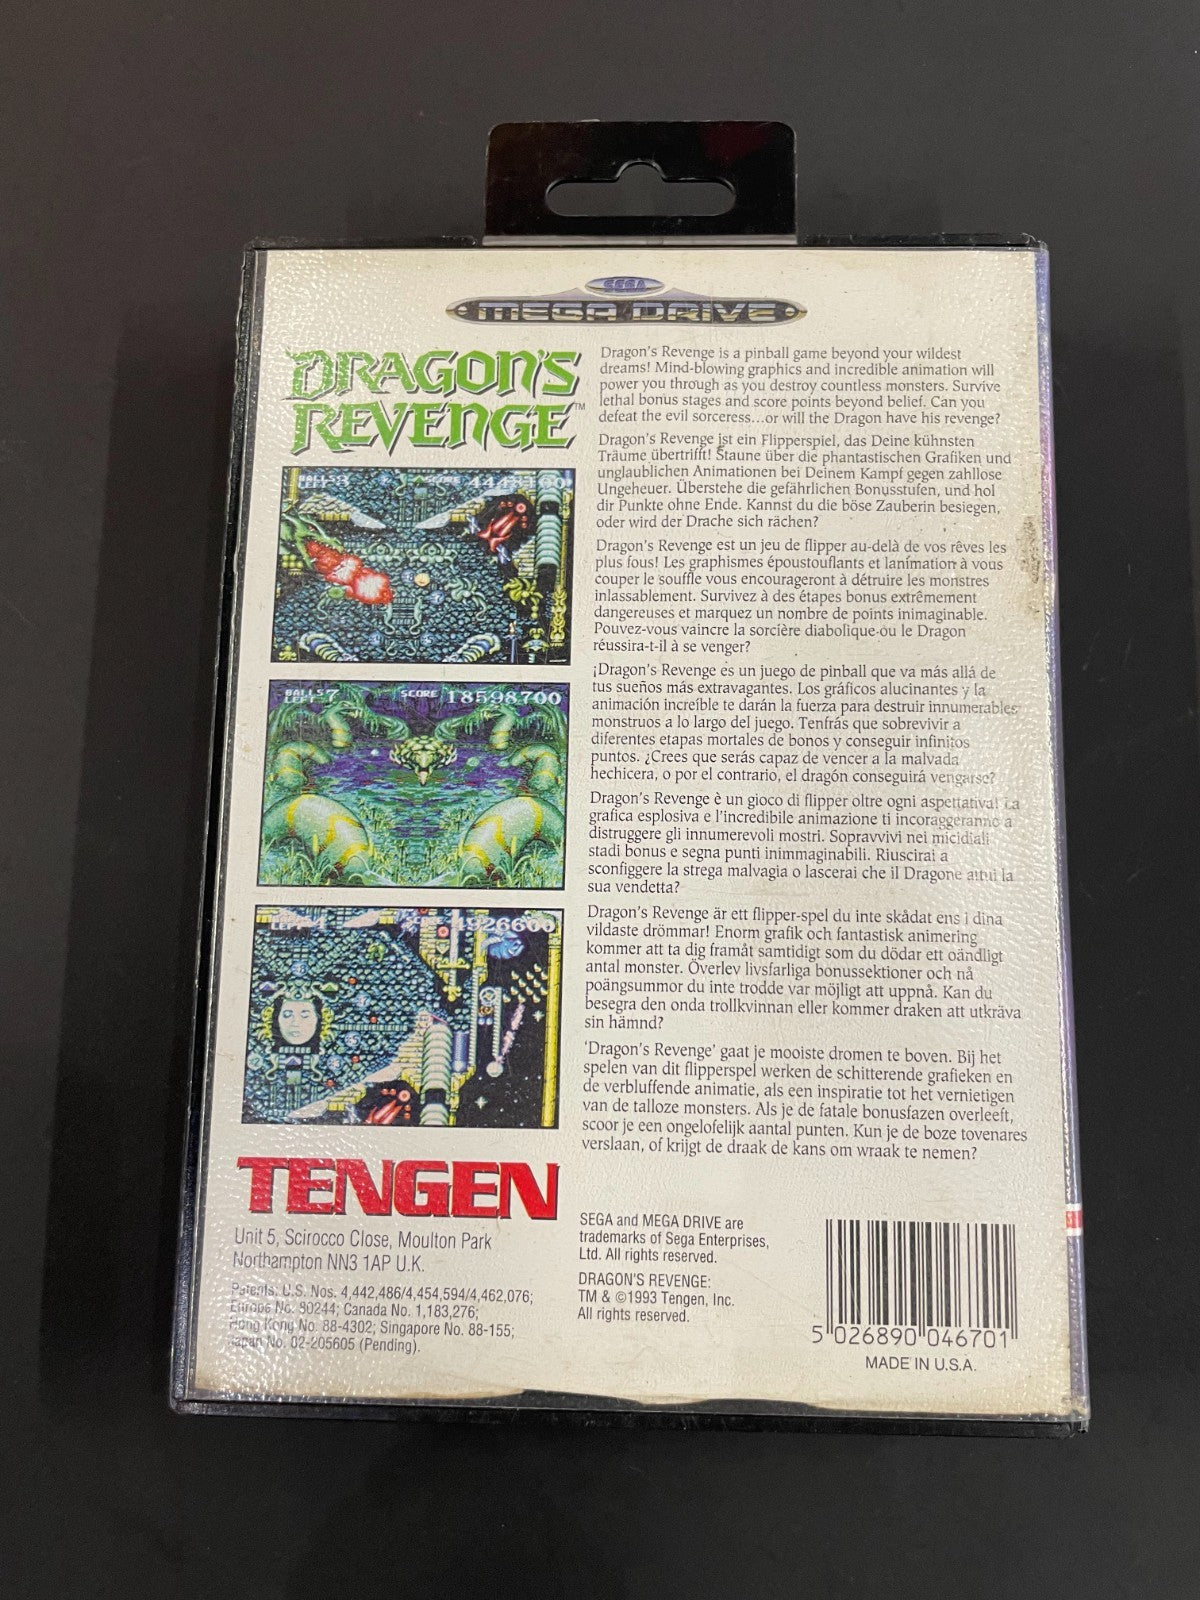 SEGA
MEGA DRIVE
DRAGON'S
REVENGE™
Dragon's Revenge is a pinball game beyond your wildest
dreams! Mind-blowing graphics and incredible animation will
power you through as you destroy countless monsters. Survive
lethal bonus stages and score points beyond belief. Can you
defeat the evil sorceress...or will the Dragon have his revenge?
Dragon's Revenge ist ein Flipperspiel, das Deine kühnsten
Träume übertrifft! Staune über die phantastischen Grafiken und
unglaublichen Animationen bei Deinem Kampf gegen zahllose
Ungeheuer. Überstehe die gefährlichen Bonusstufen, und hol
dir Punkte ohne Ende. Kannst du die böse Zauberin besiegen,
oder wird der Drache sich rächen?
Dragon's Revenge est un jeu de flipper au-delà de vos rêves les
plus fous! Les graphismes époustouflants et lanimation à vous
couper le souffle vous encourageront à détruire les monstres
inlassablement. Survivez à des étapes bonus extrêmement
dangereuses et marquez un nombre de points inimaginable.
Pouvez-vous vaincre la sorcière diabolique ou le Dragon
réussira-t-il à se venger?
¡Dragon's Revenge es un juego de pinball que va más allá de
tus sueños más extravagantes. Los gráficos alucinantes y la
animación increíble te darán la fuerza para destruir innumerables
monstruos a lo largo del juego. Tenfrás que sobrevivir a
diferentes etapas mortales de bonos y conseguir infinitos
puntos. ¿Crees que serás capaz de vencer a la malvada
hechicera, o por el contrario, el dragón conseguirá vengarse?
Dragon's Revenge è un gioco di flipper oltre ogni aspettativa! La
grafica esplosiva e l'incredibile animazione ti incoraggeranno a
distruggere gli innumerevoli mostri. Sopravvivi nei micidiali
stadi bonus e segna punti inimmaginabili. Riuscirai a
sconfiggere la strega malvagia o lascerai che il Dragone attui la
sua vendetta?
Dragon's Revenge är ett flipper-spel du inte skådat ens i dina
vildaste drömmar! Enorm grafik och fantastisk animering
kommer att ta dig framåt samtidigt som du dödar ett oändligt
antal monster. Överlev livsfarliga bonussektioner och nå
poängsummor du inte trodde var möjligt att uppnå. Kan du
besegra den onda trollkvinnan eller kommer draken att utkräva
sin hämnd?
'Dragon's Revenge' gaat je mooiste dromen te boven. Bij het
spelen van dit flipperspel werken de schitterende grafieken en
de verbluffende animatie, als een inspiratie tot het vernietigen
van de talloze monsters. Als je de fatale bonusfazen overleeft,
scoor je een ongelofelijk aantal punten. Kun je de boze tovenares
verslaan, of krijgt de draak de kans om wraak te nemen?
BALLS
LEFT 7
SCORE 18598700
TENGEN
Unit 5, Scirocco Close, Moulton Park
Northampton NN3 1AP U.K.
Patents: U.S. Nos. 4,442,486/4,454,594/4,462,076;
Europe No. 80244; Canada No. 1,183,276;
Hong Kong No. 88-4302; Singapore No. 88-155;
Japan No. 02-205605 (Pending).
SEGA and MEGA DRIVE are
trademarks of Sega Enterprises,
Ltd. All rights reserved.
DRAGON'S REVENGE:
TM & ©1993 Tengen, Inc.
All rights reserved.
5 026890 046701
MADE IN U.S.A.